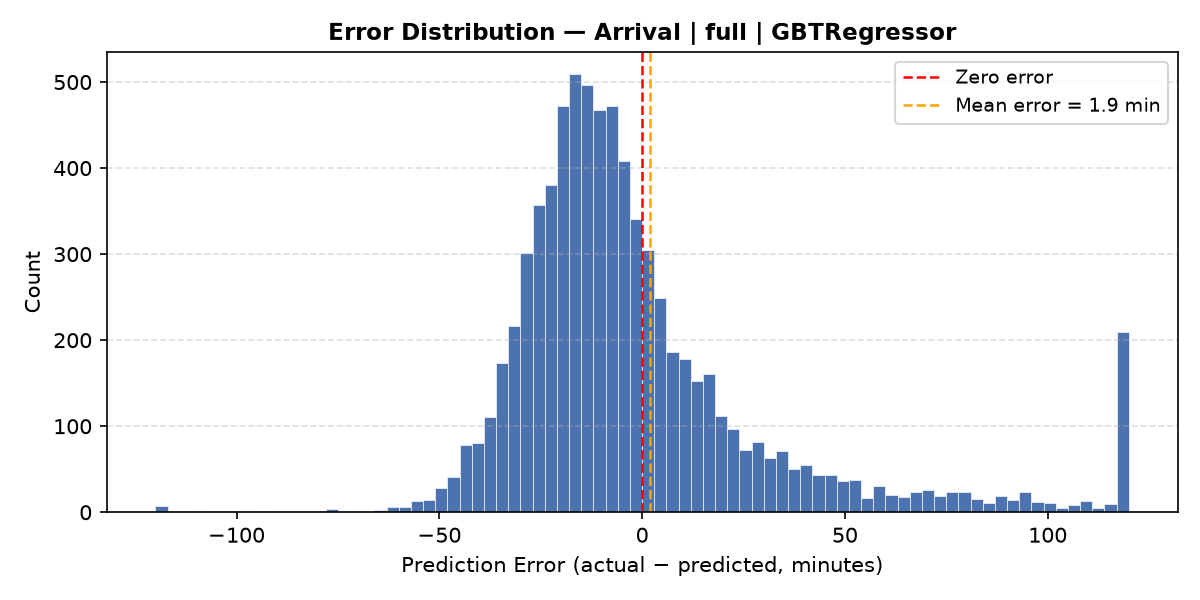 Error Distribution — Arrival | full | GBTRegressor
Zero error
Mean error = 1.9 min
Count
500
400
300
200
100
0
−100
−50
0
50
100
Prediction Error (actual − predicted, minutes)